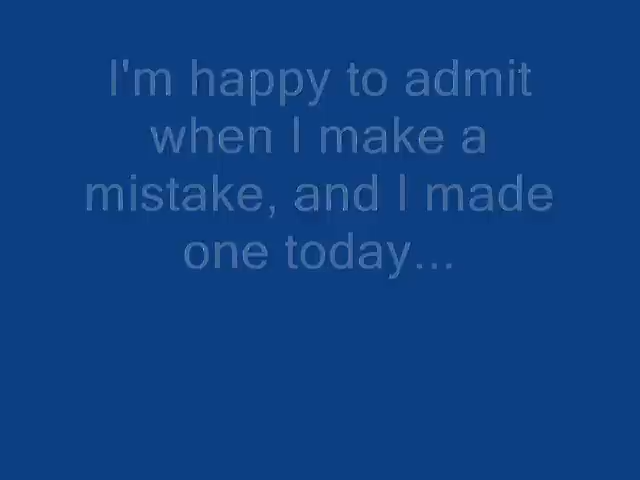 I'm happy to admit
when I make a
mistake, and I made
one today...